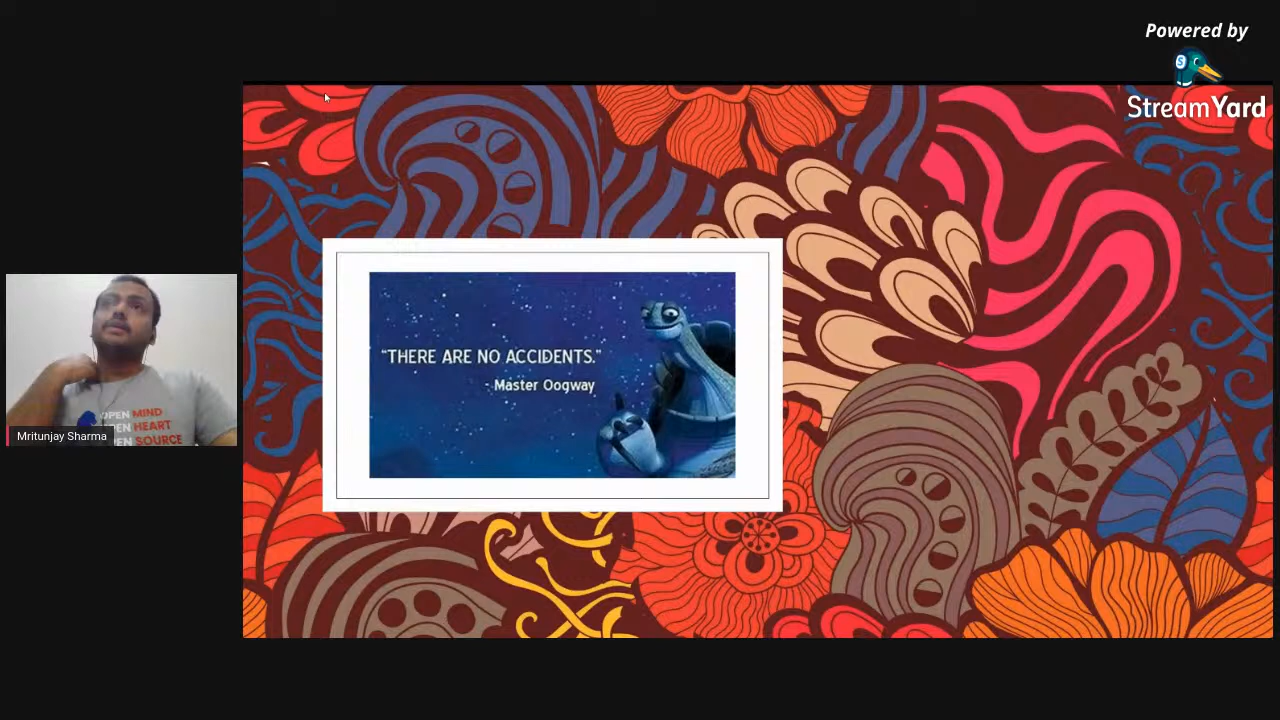 Powered by
StreamYard
"THERE ARE NO ACCIDENTS."
- Master Oogway
OPEN MIND
OPEN HEART
OPEN SOURCE
Mritunjay Sharma